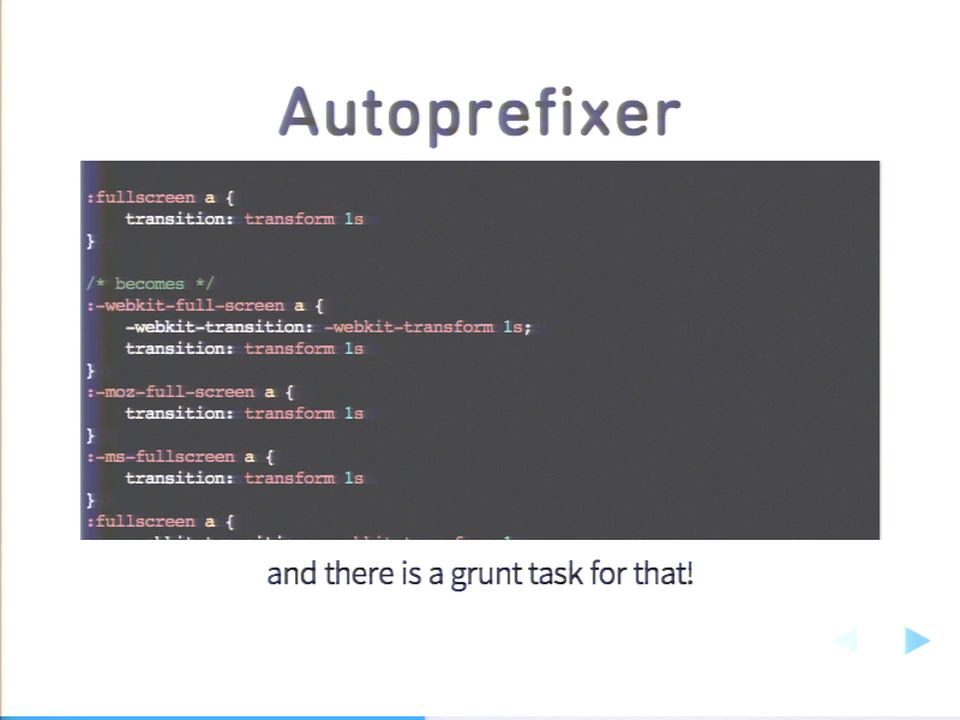 Autoprefixer
:fullscreen a {
transition: transform 1s
}
/* becomes */
:-webkit-full-screen a {
-webkit-transition: -webkit-transform 1s;
transition: transform 1s
}
:-moz-full-screen a {
transition: transform 1s
}
:-ms-fullscreen a {
transition: transform 1s
}
:fullscreen a {
and there is a grunt task for that!